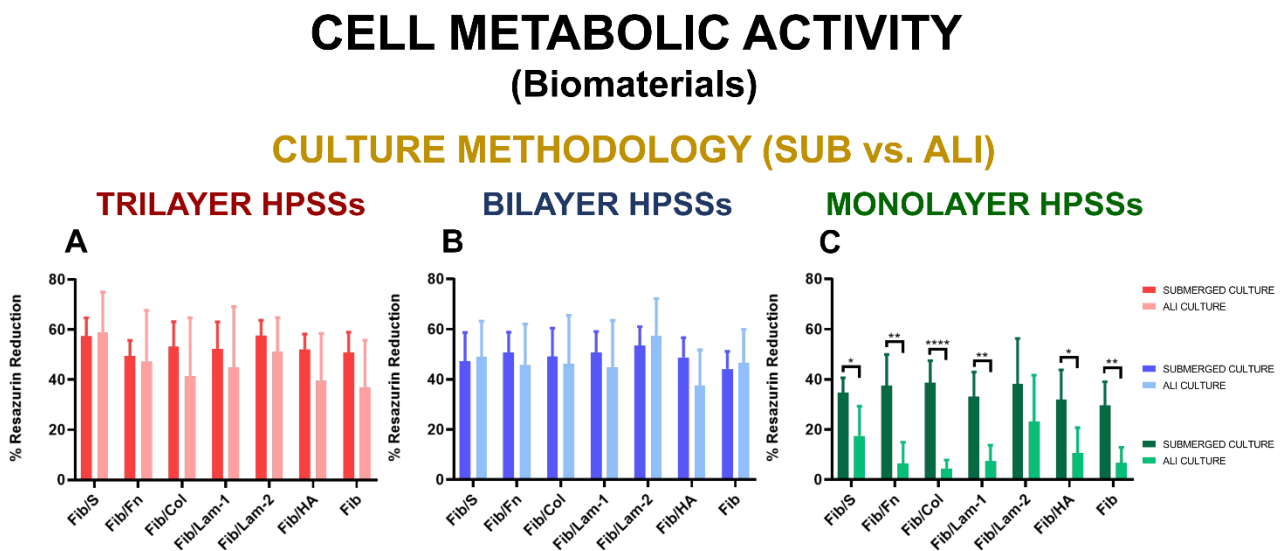 CELL METABOLIC ACTIVITY
(Biomaterials)
CULTURE METHODOLOGY (SUB vs. ALI)
TRILAYER HPSSs
BILAYER HPSSs
MONOLAYER HPSSs
A
% Resazurin Reduction
80
60
40
20
0
Fib/S
Fib/Fn
Fib/Col
Fib/Lam-1
Fib/Lam-2
Fib/HA
Fib
B
% Resazurin Reduction
80
60
40
20
0
Fib/S
Fib/Fn
Fib/Col
Fib/Lam-1
Fib/Lam-2
Fib/HA
Fib
C
% Resazurin Reduction
80
60
40
20
0
*
**
****
**
*
**
Fib/S
Fib/Fn
Fib/Col
Fib/Lam-1
Fib/Lam-2
Fib/HA
Fib
SUBMERGED CULTURE
ALI CULTURE
SUBMERGED CULTURE
ALI CULTURE
SUBMERGED CULTURE
ALI CULTURE